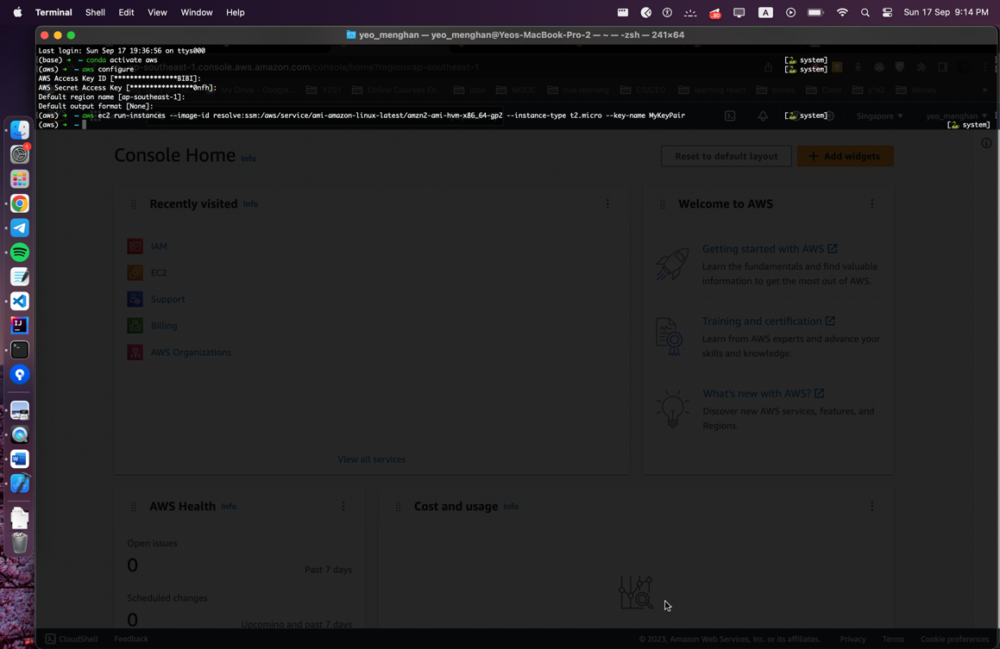 Terminal Shell Edit View Window Help
A
Sun 17 Sep 9:14 PM
yeo_menghan — yeo_menghan@Yeos-MacBook-Pro-2 — ~ — -zsh — 241×64
Last login: Sun Sep 17 19:36:56 on ttys000
(base) ➜ ~ conda activate aws [🐍 system]
(aws) ➜ ~ aws configure [🐍 system]
AWS Access Key ID [****************BIBI]:
AWS Secret Access Key [****************0nfh]:
Default region name [ap-southeast-1]:
Default output format [None]:
(aws) ➜ ~ aws ec2 run-instances --image-id resolve:ssm:/aws/service/ami-amazon-linux-latest/amzn2-ami-hvm-x86_64-gp2 --instance-type t2.micro --key-name MyKeyPair [🐍 system]
(aws) ➜ ~ [🐍 system]
p-southeast-1.console.aws.amazon.com/console/home?region=ap-southeast-1
My Drive - Google... Y2S1 Online Courses En... jobs MOOC nus learning CS/CEG learning react books Code y1s2 Money »
Singapore yeo_menghan
Console Home Info
Reset to default layout
+ Add widgets
Recently visited Info
IAM
EC2
Support
Billing
AWS Organizations
View all services
Welcome to AWS
Getting started with AWS
Learn the fundamentals and find valuable
information to get the most out of AWS.
Training and certification
Learn from AWS experts and advance your
skills and knowledge.
What's new with AWS?
Discover new AWS services, features, and
Regions.
AWS Health Info
Open issues
0
Past 7 days
Scheduled changes
0
Upcoming and past 7 days
Cost and usage Info
CloudShell Feedback
© 2023, Amazon Web Services, Inc. or its affiliates.
Privacy Terms Cookie preferences